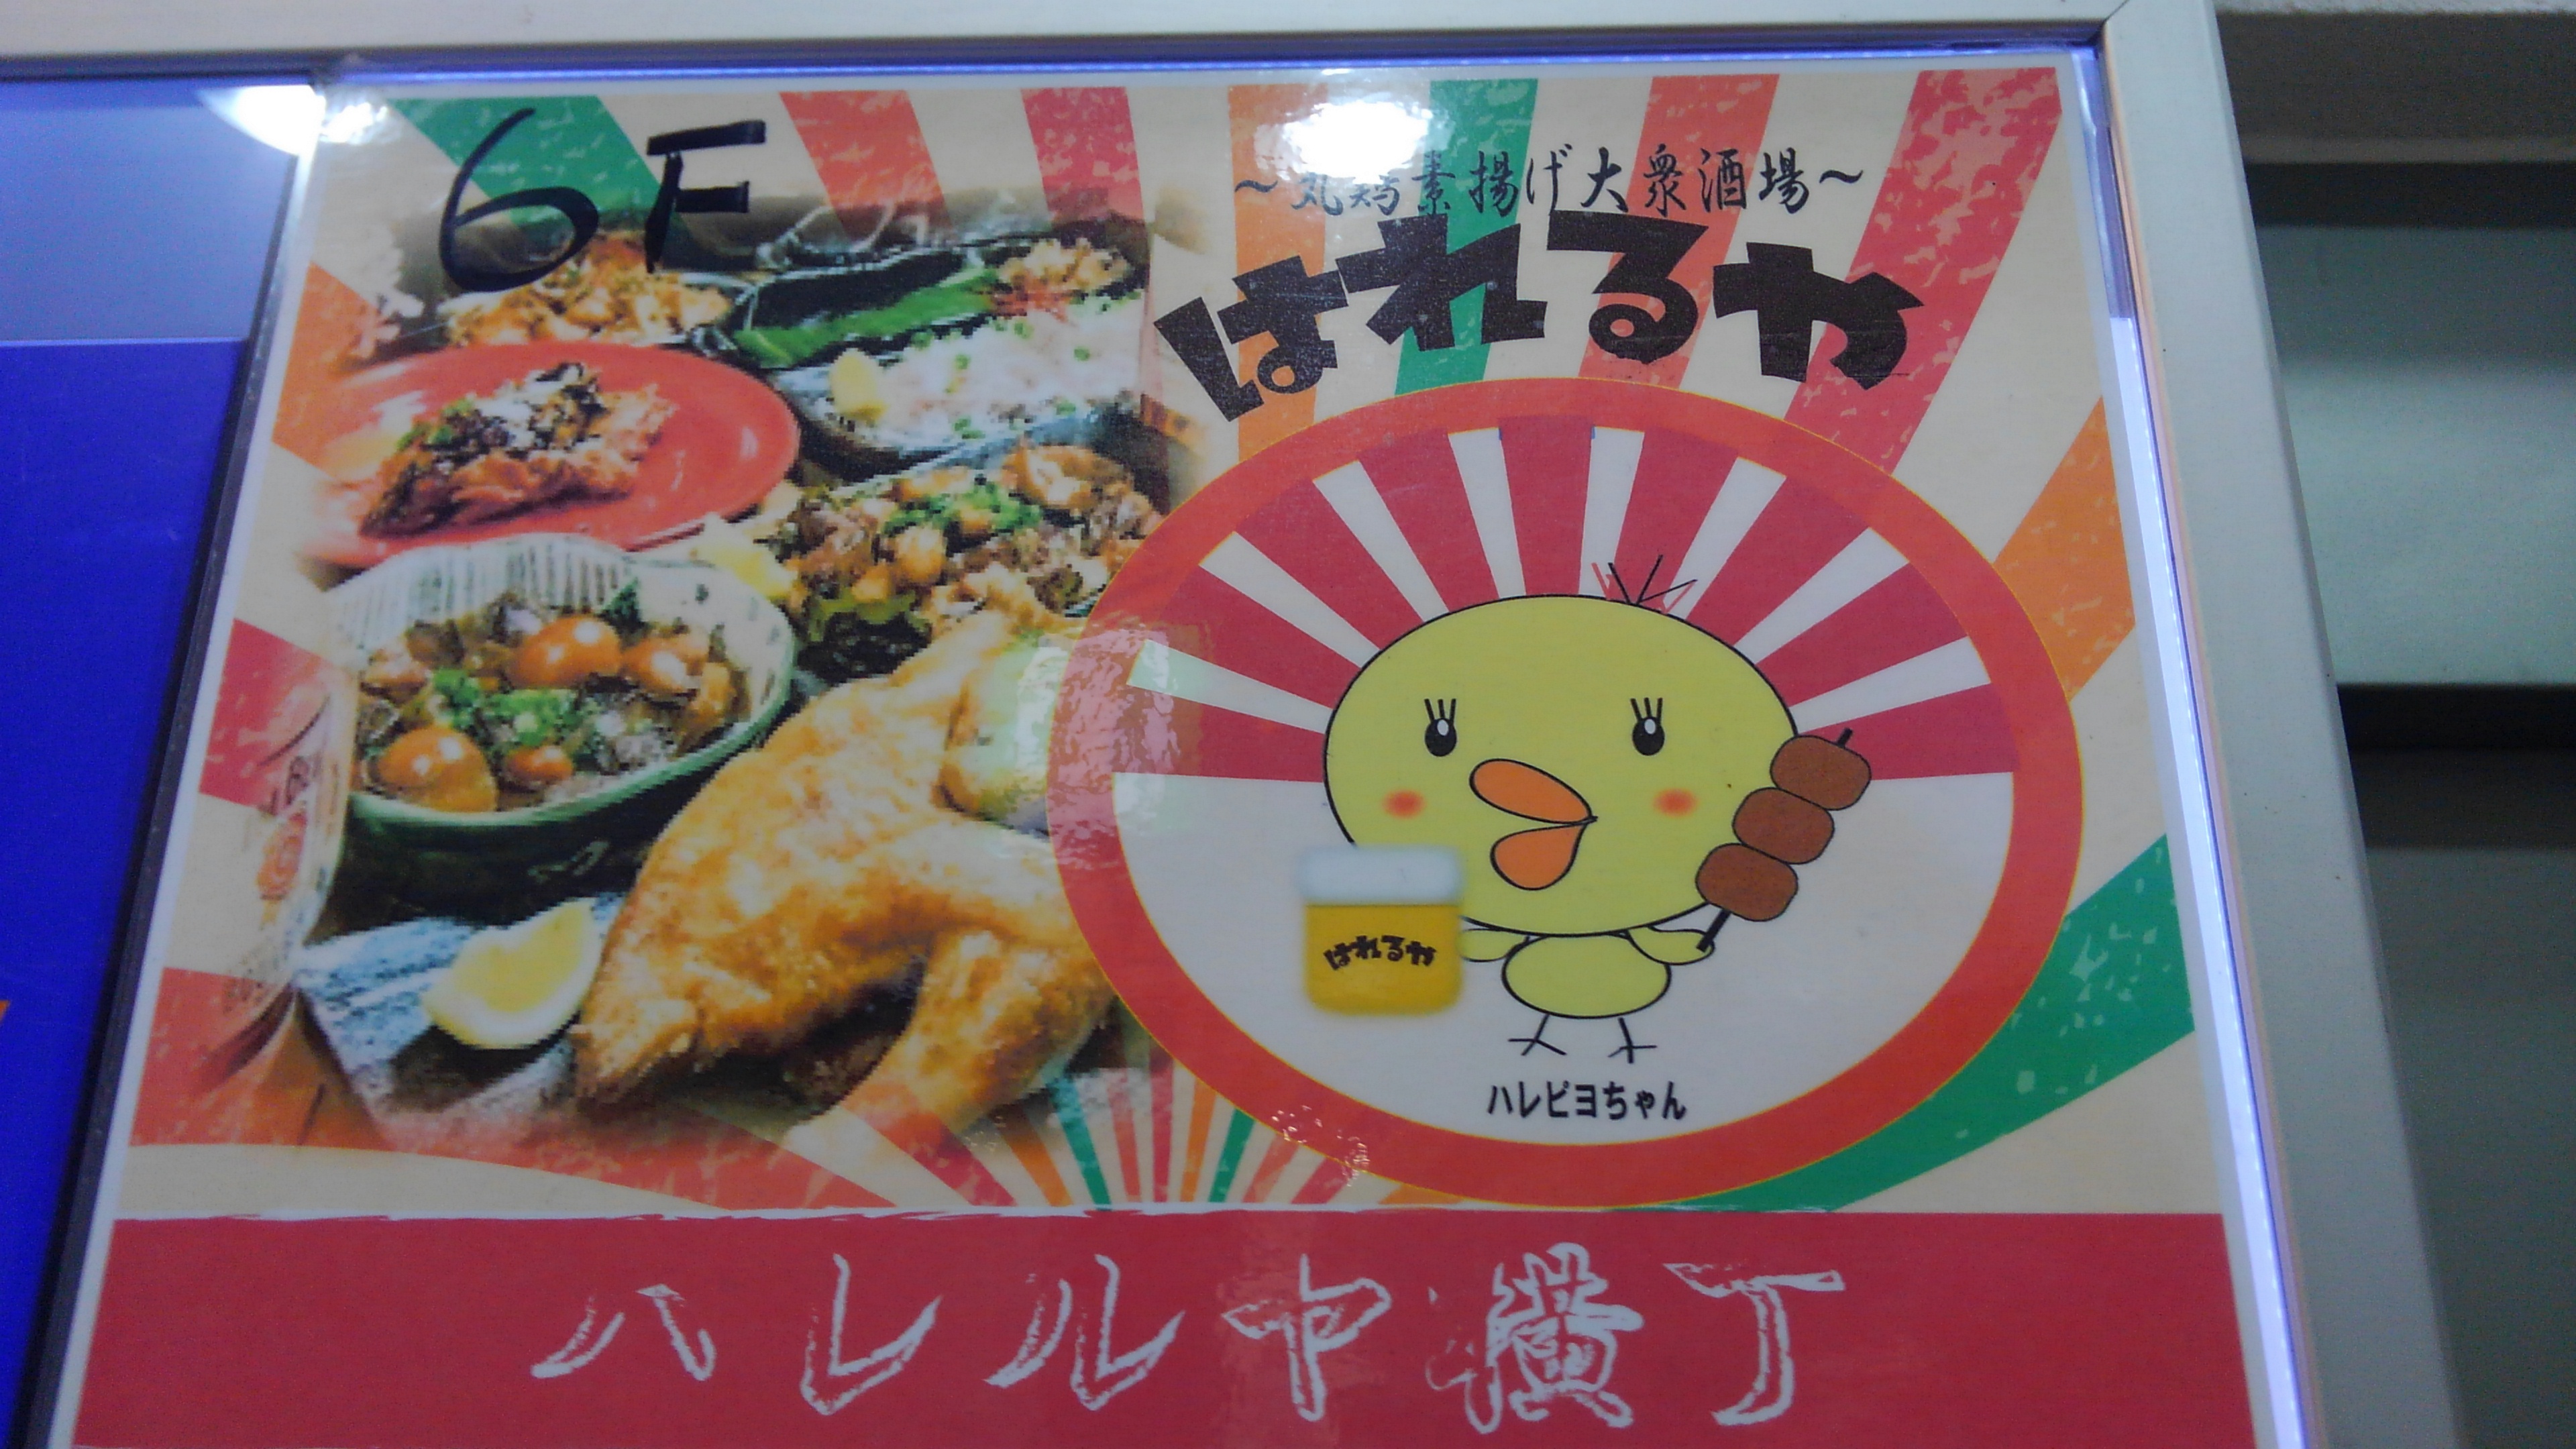 6F
～丸鶏素揚げ大衆酒場～
はれるや
はれるや
ハレピヨちゃん
ハレルヤ横丁